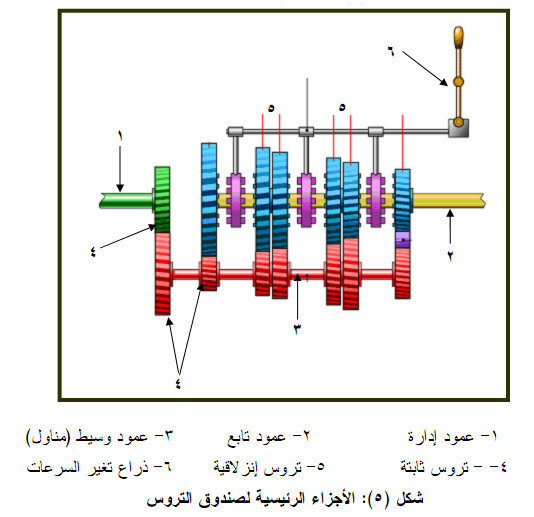 ٦
٥
٥
١
٤
٢
٣
٤
١- عمود إدارة ٢- عمود تابع ٣- عمود وسيط (مناول)
٤- - تروس ثابتة ٥- تروس إنزلاقية ٦- ذراع تغير السرعات
شكل (٥): الأجزاء الرئيسية لصندوق التروس